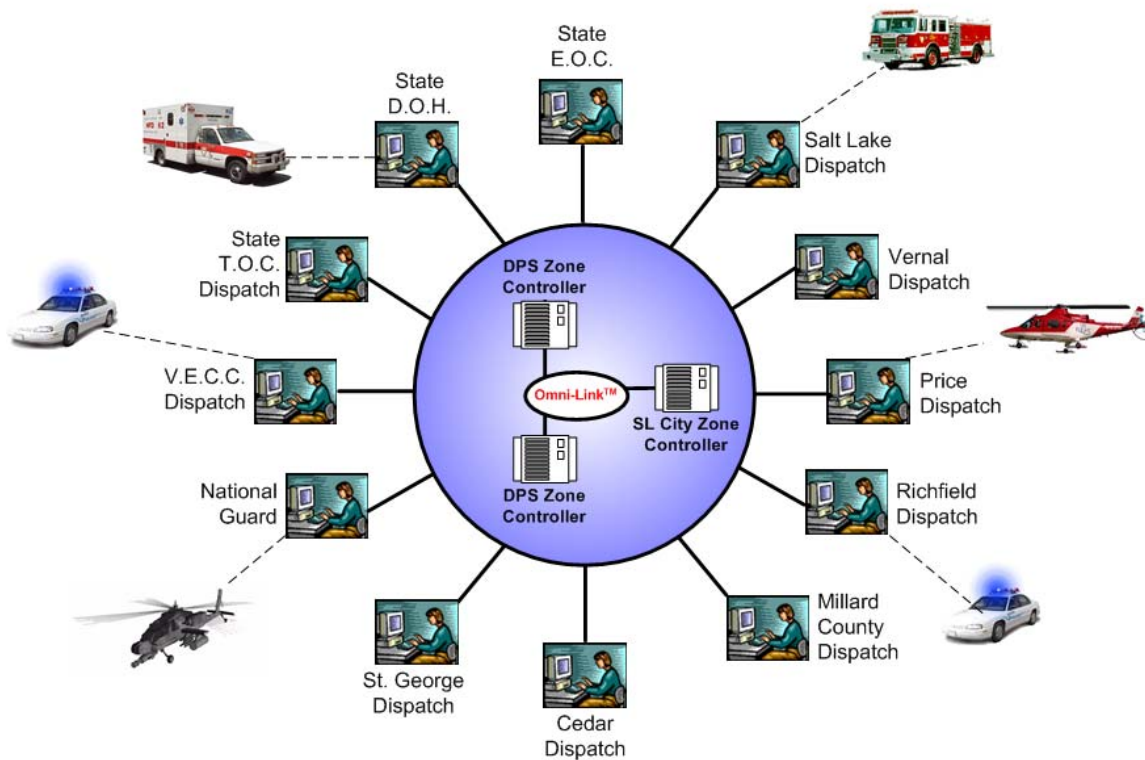 State
E.O.C.
State
D.O.H.
Salt Lake
Dispatch
State
T.O.C.
Dispatch
DPS Zone
Controller
Vernal
Dispatch
V.E.C.C.
Dispatch
Omni-Link™
SL City Zone
Controller
Price
Dispatch
DPS Zone
Controller
National
Guard
Richfield
Dispatch
Millard
County
Dispatch
St. George
Dispatch
Cedar
Dispatch